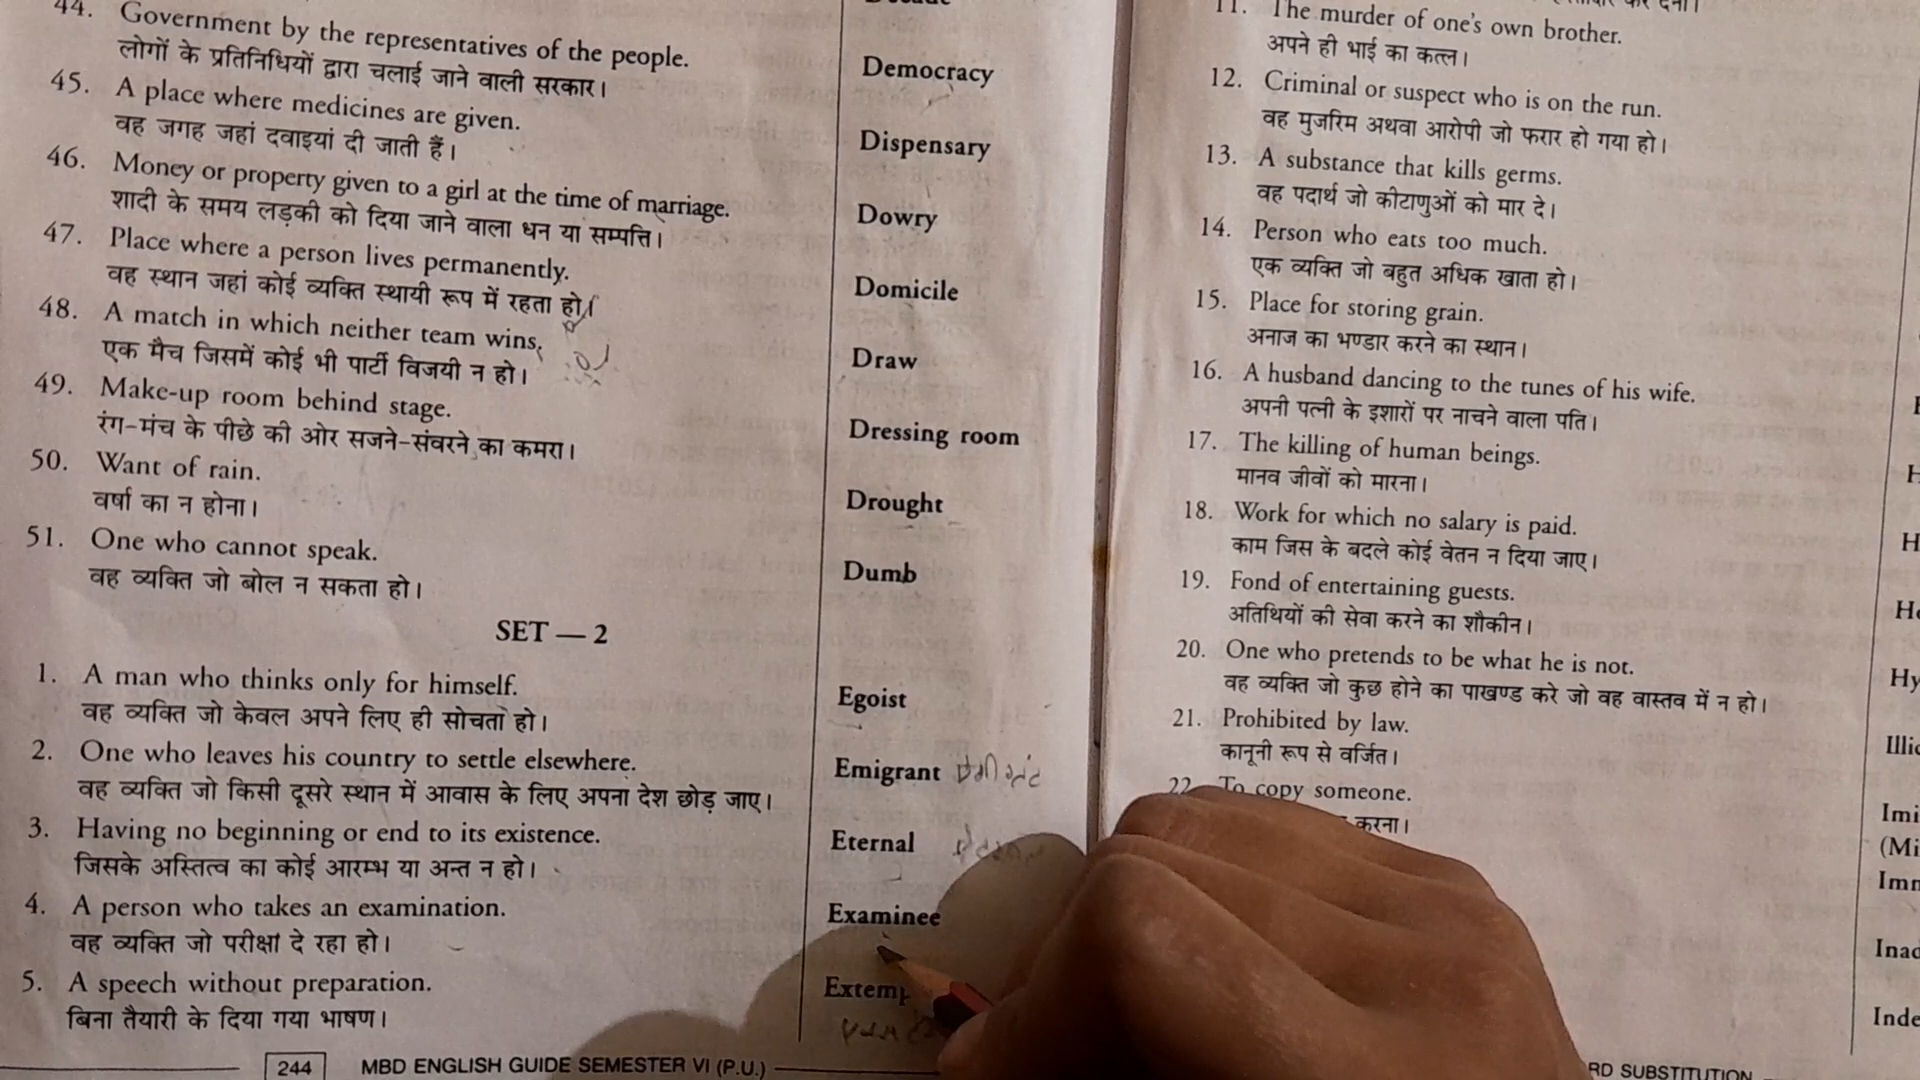 44. Government by the representatives of the people.
लोगों के प्रतिनिधियों द्वारा चलाई जाने वाली सरकार।
Democracy
45. A place where medicines are given.
वह जगह जहां दवाइयां दी जाती हैं।
Dispensary
46. Money or property given to a girl at the time of marriage.
शादी के समय लड़की को दिया जाने वाला धन या सम्पत्ति।
Dowry
47. Place where a person lives permanently.
वह स्थान जहां कोई व्यक्ति स्थायी रूप में रहता हो।
Domicile
48. A match in which neither team wins.
एक मैच जिसमें कोई भी पार्टी विजयी न हो।
Draw
49. Make-up room behind stage.
रंग-मंच के पीछे की ओर सजने-संवरने का कमरा।
Dressing room
50. Want of rain.
वर्षा का न होना।
Drought
51. One who cannot speak.
वह व्यक्ति जो बोल न सकता हो।
Dumb
SET — 2
1. A man who thinks only for himself.
वह व्यक्ति जो केवल अपने लिए ही सोचता हो।
Egoist
2. One who leaves his country to settle elsewhere.
वह व्यक्ति जो किसी दूसरे स्थान में आवास के लिए अपना देश छोड़ जाए।
Emigrant
3. Having no beginning or end to its existence.
जिसके अस्तित्व का कोई आरम्भ या अन्त न हो।
Eternal
4. A person who takes an examination.
वह व्यक्ति जो परीक्षा दे रहा हो।
Examinee
5. A speech without preparation.
बिना तैयारी के दिया गया भाषण।
Extemp
244 MBD ENGLISH GUIDE SEMESTER VI (P.U.)
11. The murder of one's own brother.
अपने ही भाई का कत्ल।
12. Criminal or suspect who is on the run.
वह मुजरिम अथवा आरोपी जो फरार हो गया हो।
13. A substance that kills germs.
वह पदार्थ जो कीटाणुओं को मार दे।
14. Person who eats too much.
एक व्यक्ति जो बहुत अधिक खाता हो।
15. Place for storing grain.
अनाज का भण्डार करने का स्थान।
16. A husband dancing to the tunes of his wife.
अपनी पत्नी के इशारों पर नाचने वाला पति।
17. The killing of human beings.
मानव जीवों को मारना।
18. Work for which no salary is paid.
काम जिस के बदले कोई वेतन न दिया जाए।
19. Fond of entertaining guests.
अतिथियों की सेवा करने का शौकीन।
20. One who pretends to be what he is not.
वह व्यक्ति जो कुछ होने का पाखण्ड करे जो वह वास्तव में न हो।
Hy
21. Prohibited by law.
कानूनी रूप से वर्जित।
Illic
22. To copy someone.
करना।
Imi
(Mi
Imm
Inad
Inde
RD SUBSTITUTION